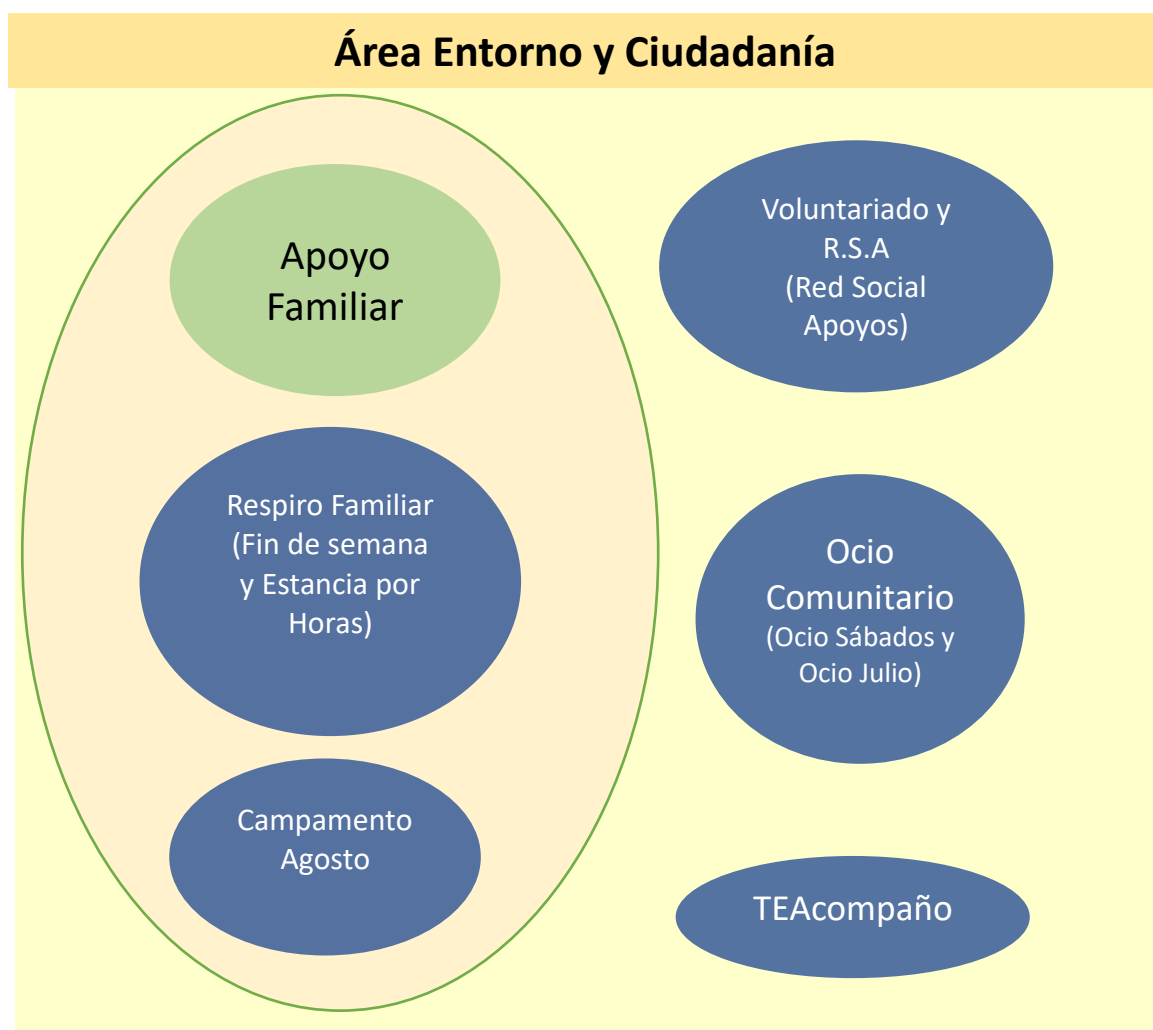 Área Entorno y Ciudadanía
Apoyo
Familiar
Respiro Familiar
(Fin de semana
y Estancia por
Horas)
Campamento
Agosto
Voluntariado y
R.S.A
(Red Social
Apoyos)
Ocio
Comunitario
(Ocio Sábados y
Ocio Julio)
TEAcompaño